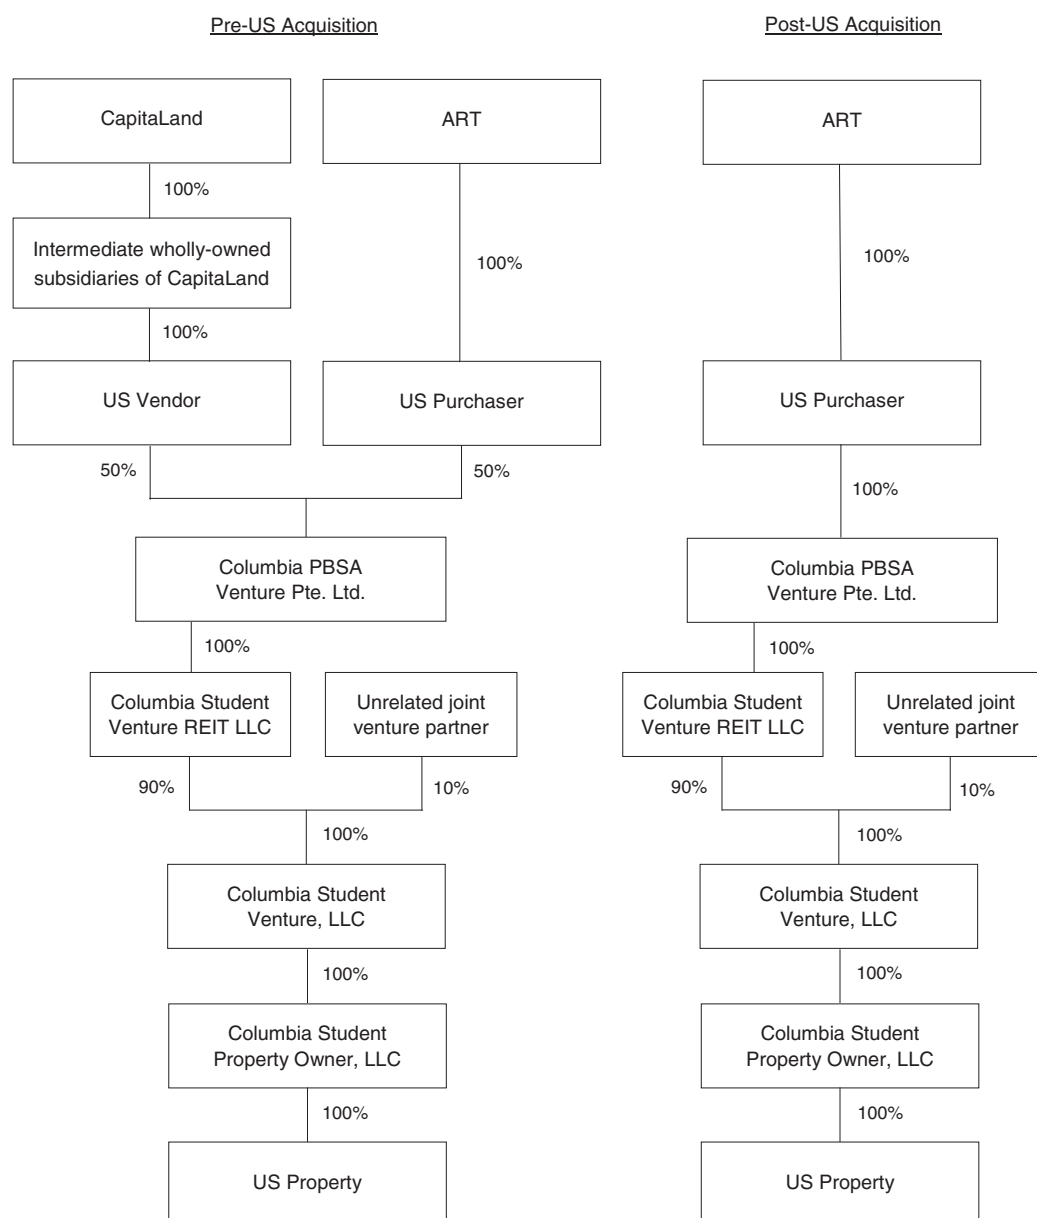 Pre-US Acquisition
CapitaLand
ART
100%
Intermediate wholly-owned
subsidiaries of CapitaLand
100%
100%
US Vendor
US Purchaser
50%
50%
Columbia PBSA
Venture Pte. Ltd.
100%
Columbia Student
Venture REIT LLC
Unrelated joint
venture partner
90%
10%
100%
Columbia Student
Venture, LLC
100%
Columbia Student
Property Owner, LLC
100%
US Property
Post-US Acquisition
ART
100%
US Purchaser
100%
Columbia PBSA
Venture Pte. Ltd.
100%
Columbia Student
Venture REIT LLC
Unrelated joint
venture partner
90%
10%
100%
Columbia Student
Venture, LLC
100%
Columbia Student
Property Owner, LLC
100%
US Property